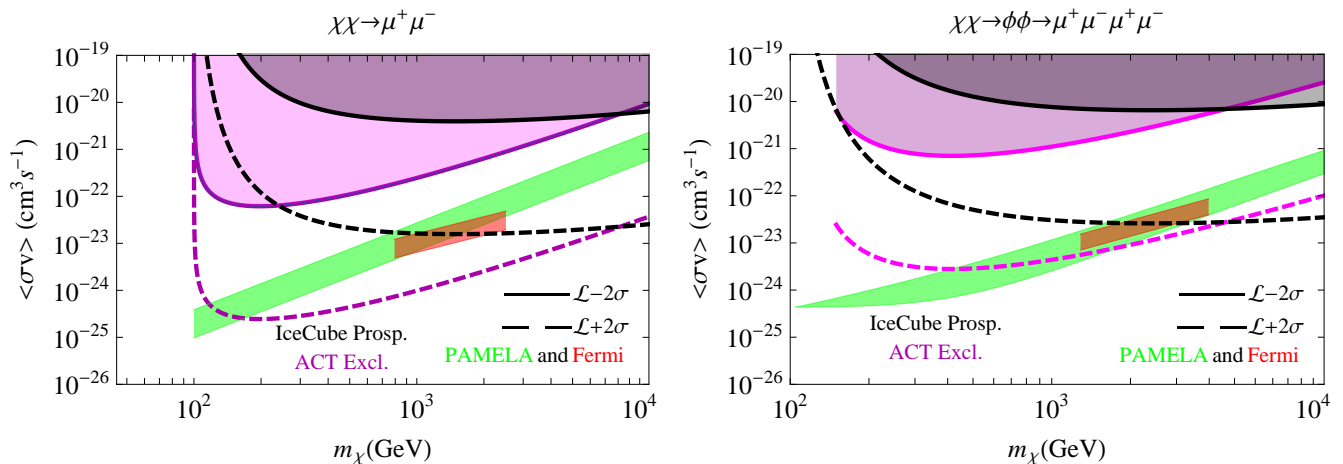 χχ→μ⁺μ⁻
<σv> (cm³s⁻¹)
10⁻¹⁹
10⁻²⁰
10⁻²¹
10⁻²²
10⁻²³
10⁻²⁴
10⁻²⁵
10⁻²⁶
ℒ−2σ
IceCube Prosp.
ℒ+2σ
ACT Excl.
PAMELA and Fermi
10² 10³ 10⁴
m_χ(GeV)
χχ→ϕϕ→μ⁺μ⁻μ⁺μ⁻
<σv> (cm³s⁻¹)
10⁻¹⁹
10⁻²⁰
10⁻²¹
10⁻²²
10⁻²³
10⁻²⁴
10⁻²⁵
10⁻²⁶
ℒ−2σ
IceCube Prosp.
ℒ+2σ
ACT Excl.
PAMELA and Fermi
10² 10³ 10⁴
m_χ(GeV)